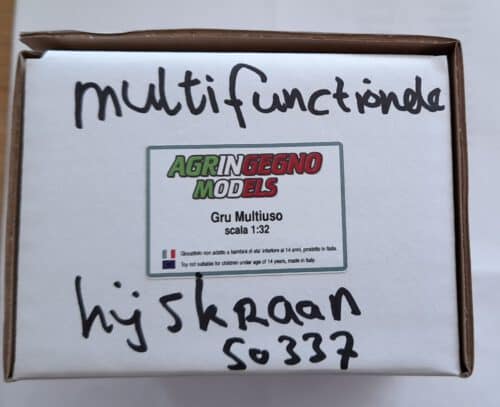 multifunctionele
AGRINGEGNO
MODELS
Gru Multiuso
scala 1:32
Giocattolo non adatto a bambini di eta' inferiore ai 14 anni, prodotto in Italia
Toy not suitable for children under age of 14 years, made in Italy
hijskraan
50337